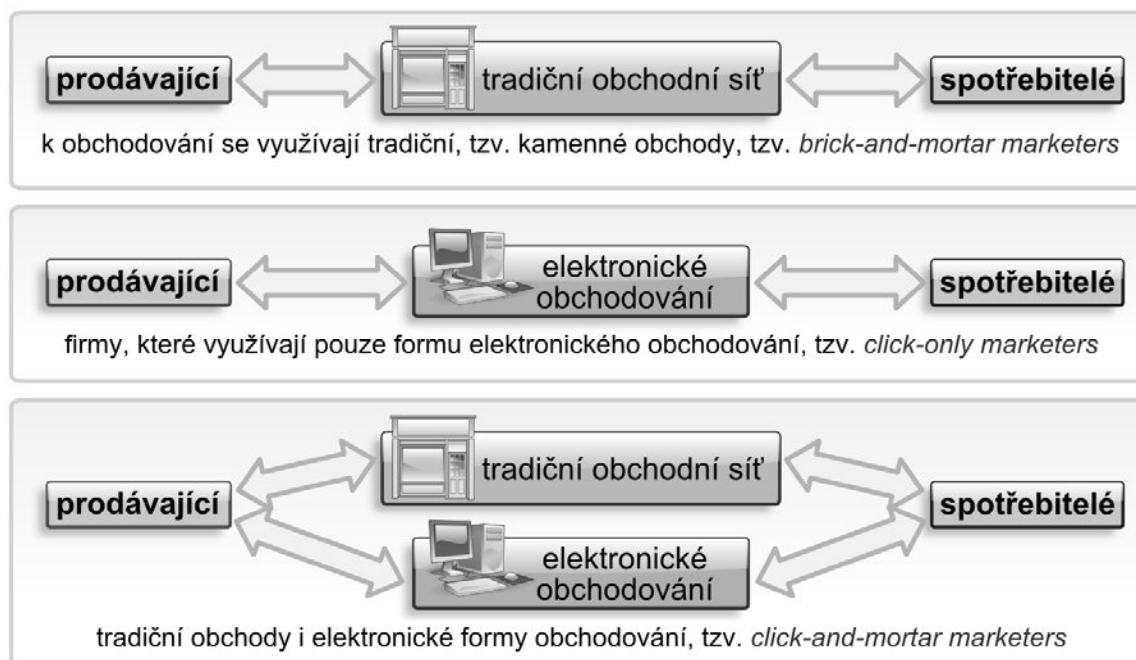 prodávající
tradiční obchodní síť
spotřebitelé
k obchodování se využívají tradiční, tzv. kamenné obchody, tzv. brick-and-mortar marketers
prodávající
elektronické
obchodování
spotřebitelé
firmy, které využívají pouze formu elektronického obchodování, tzv. click-only marketers
tradiční obchodní síť
prodávající
spotřebitelé
elektronické
obchodování
tradiční obchody i elektronické formy obchodování, tzv. click-and-mortar marketers